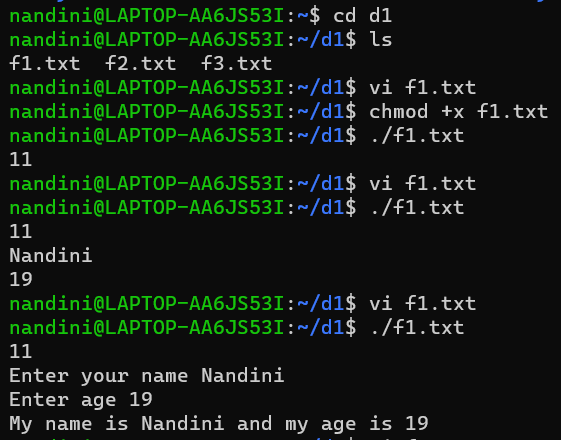 nandini@LAPTOP-AA6JS53I:~$ cd d1
nandini@LAPTOP-AA6JS53I:~/d1$ ls
f1.txt  f2.txt  f3.txt
nandini@LAPTOP-AA6JS53I:~/d1$ vi f1.txt
nandini@LAPTOP-AA6JS53I:~/d1$ chmod +x f1.txt
nandini@LAPTOP-AA6JS53I:~/d1$ ./f1.txt
11
nandini@LAPTOP-AA6JS53I:~/d1$ vi f1.txt
nandini@LAPTOP-AA6JS53I:~/d1$ ./f1.txt
11
Nandini
19
nandini@LAPTOP-AA6JS53I:~/d1$ vi f1.txt
nandini@LAPTOP-AA6JS53I:~/d1$ ./f1.txt
11
Enter your name Nandini
Enter age 19
My name is Nandini and my age is 19